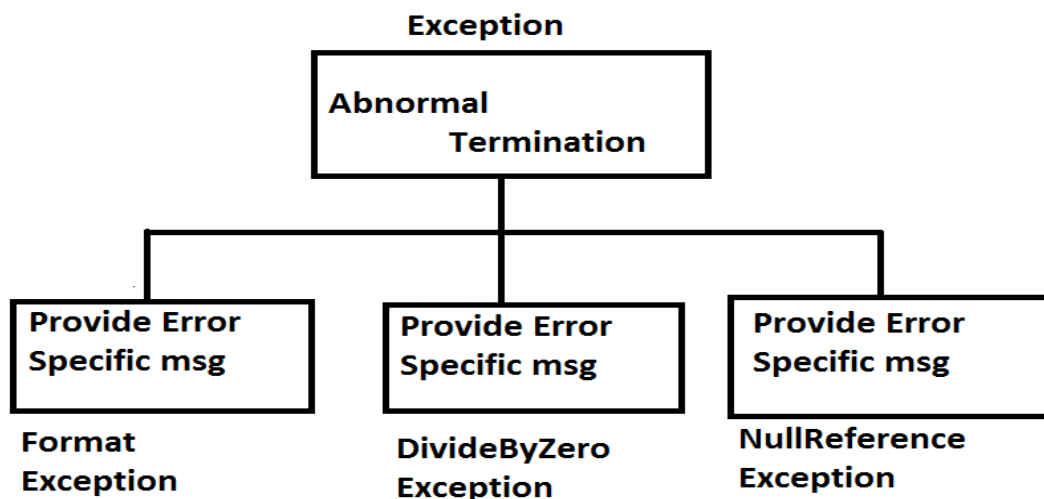 Exception
Abnormal
Termination
Provide Error
Specific msg
Format
Exception
Provide Error
Specific msg
DivideByZero
Exception
Provide Error
Specific msg
NullReference
Exception